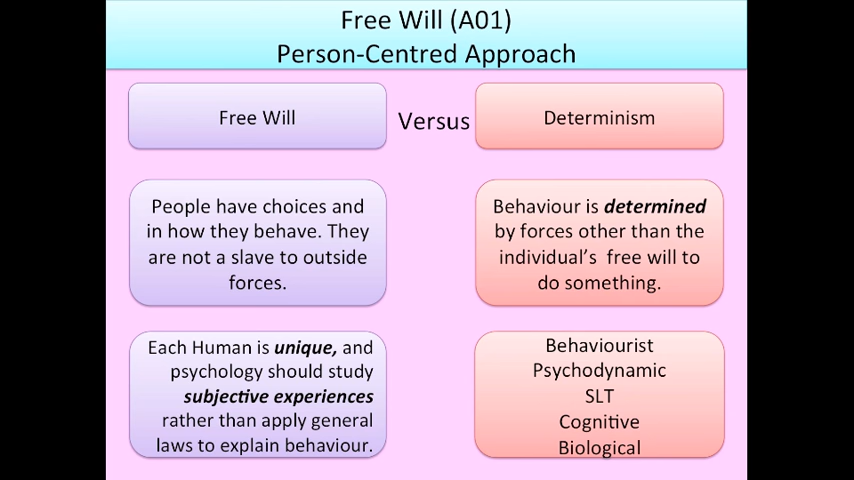 Free Will (A01)
Person-Centred Approach
Free Will
Versus
Determinism
People have choices and
in how they behave. They
are not a slave to outside
forces.
Behaviour is determined
by forces other than the
individual’s free will to
do something.
Each Human is unique, and
psychology should study
subjective experiences
rather than apply general
laws to explain behaviour.
Behaviourist
Psychodynamic
SLT
Cognitive
Biological